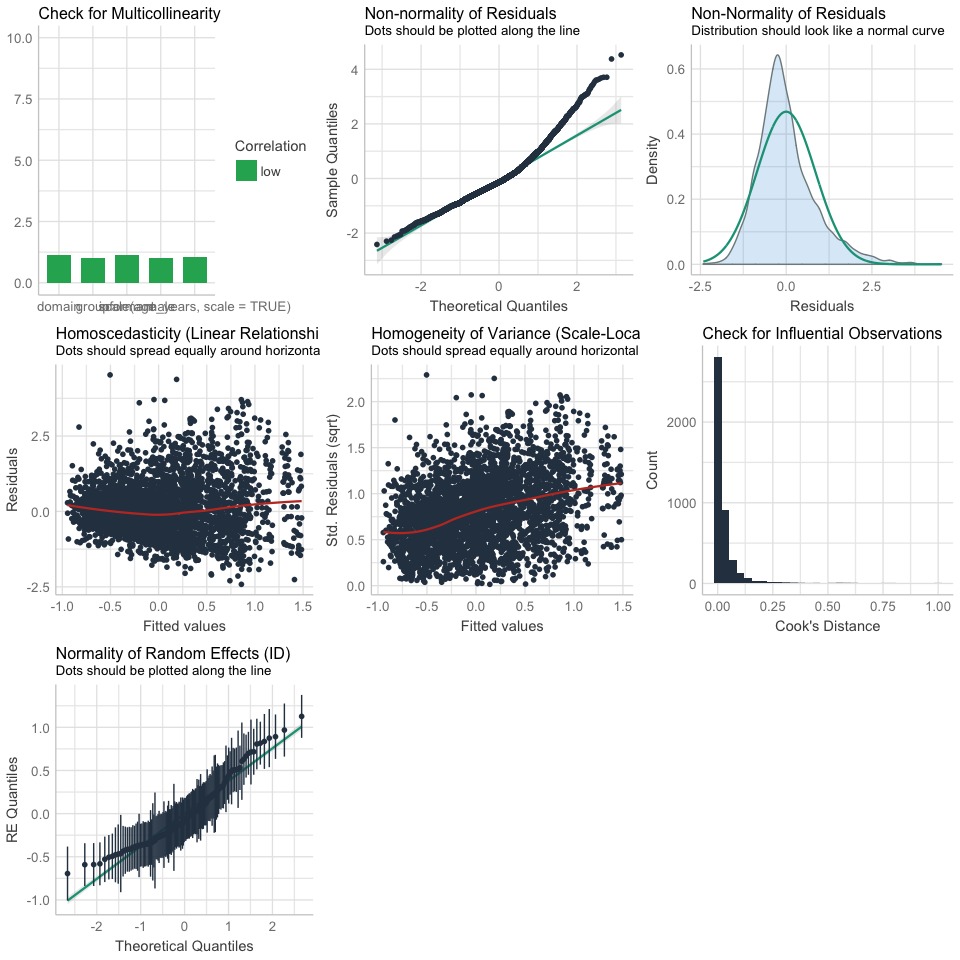 Check for Multicollinearity
10.0
7.5
5.0
2.5
0.0
Correlation
low
Non-normality of Residuals
Dots should be plotted along the line
Sample Quantiles
4
2
0
-2
-2
0
2
Theoretical Quantiles
Non-Normality of Residuals
Distribution should look like a normal curve
Density
0.6
0.4
0.2
0.0
-2.5
0.0
2.5
Residuals
Homoscedasticity (Linear Relationshi
Dots should spread equally around horizonta
Residuals
2.5
0.0
-2.5
-1.0
-0.5
0.0
0.5
1.0
1.5
Fitted values
Homogeneity of Variance (Scale-Loca
Dots should spread equally around horizontal
Std. Residuals (sqrt)
2.0
1.5
1.0
0.5
0.0
-1.0
-0.5
0.0
0.5
1.0
1.5
Fitted values
Check for Influential Observations
Count
2000
1000
0
0.00
0.25
0.50
0.75
1.00
Cook's Distance
Normality of Random Effects (ID)
Dots should be plotted along the line
RE Quantiles
1.0
0.5
0.0
-0.5
-1.0
-2
-1
0
1
2
Theoretical Quantiles
domain
years, scale = TRUE)